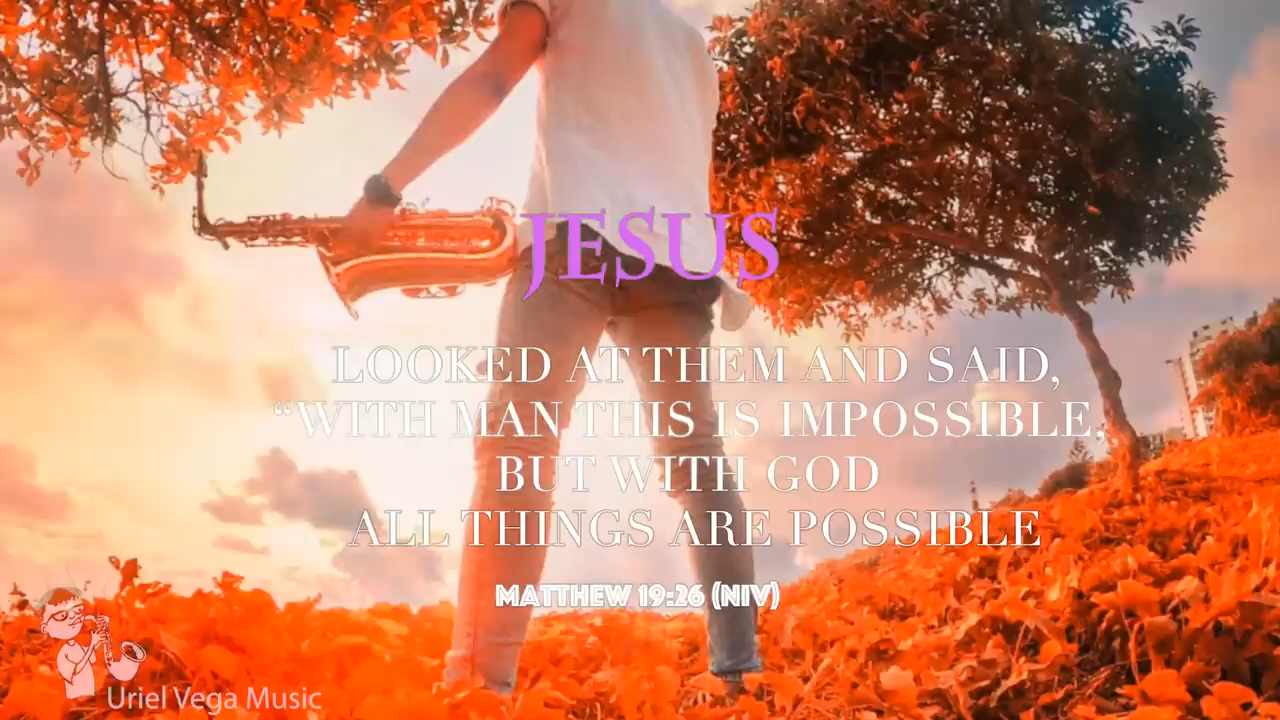 JESUS
LOOKED AT THEM AND SAID,
“WITH MAN THIS IS IMPOSSIBLE,
BUT WITH GOD
ALL THINGS ARE POSSIBLE
MATTHEW 19:26 (NIV)
Uriel Vega Music